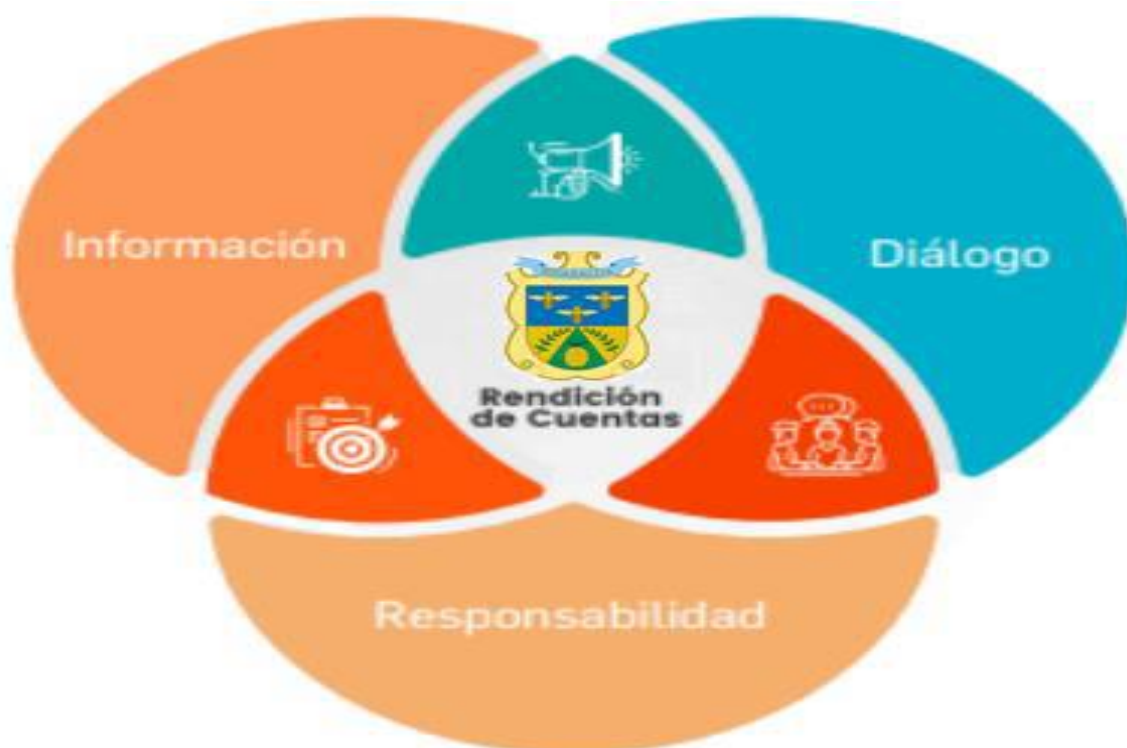 Información
Diálogo
Rendición
de Cuentas
Responsabilidad